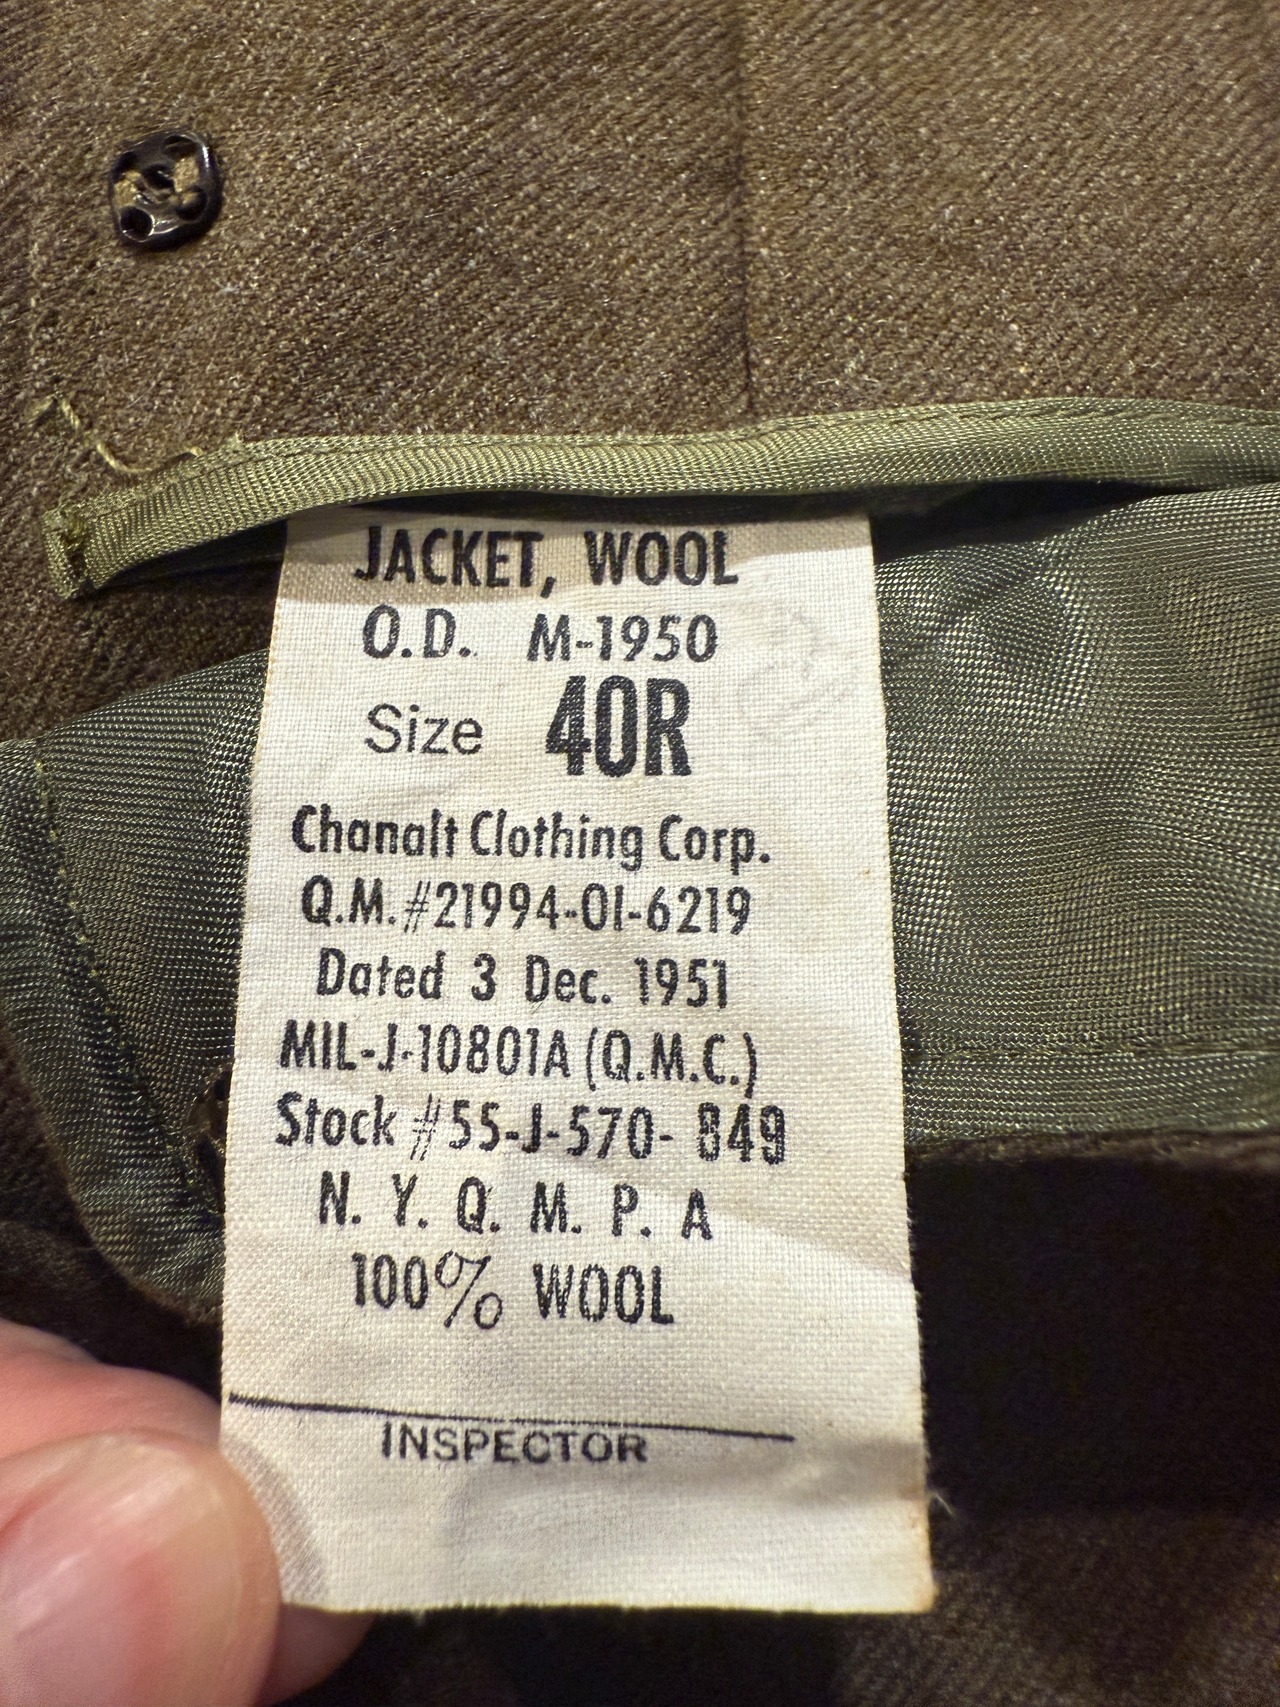 JACKET, WOOL
O.D. M-1950
Size 40R
Chanalt Clothing Corp.
Q.M.#21994-OI-6219
Dated 3 Dec. 1951
MIL-J-10801A (Q.M.C.)
Stock #55-J-570- 849
N. Y. Q. M. P. A
100% WOOL
INSPECTOR